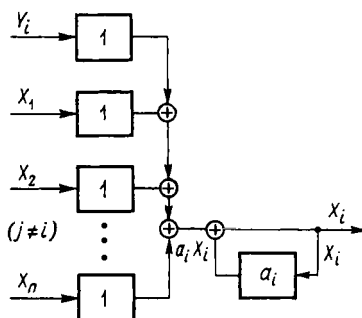 Y_i
1
X_1
1
X_2
1
(j≠i)
X_n
1
a_i X_i
X_i
X_i
a_i